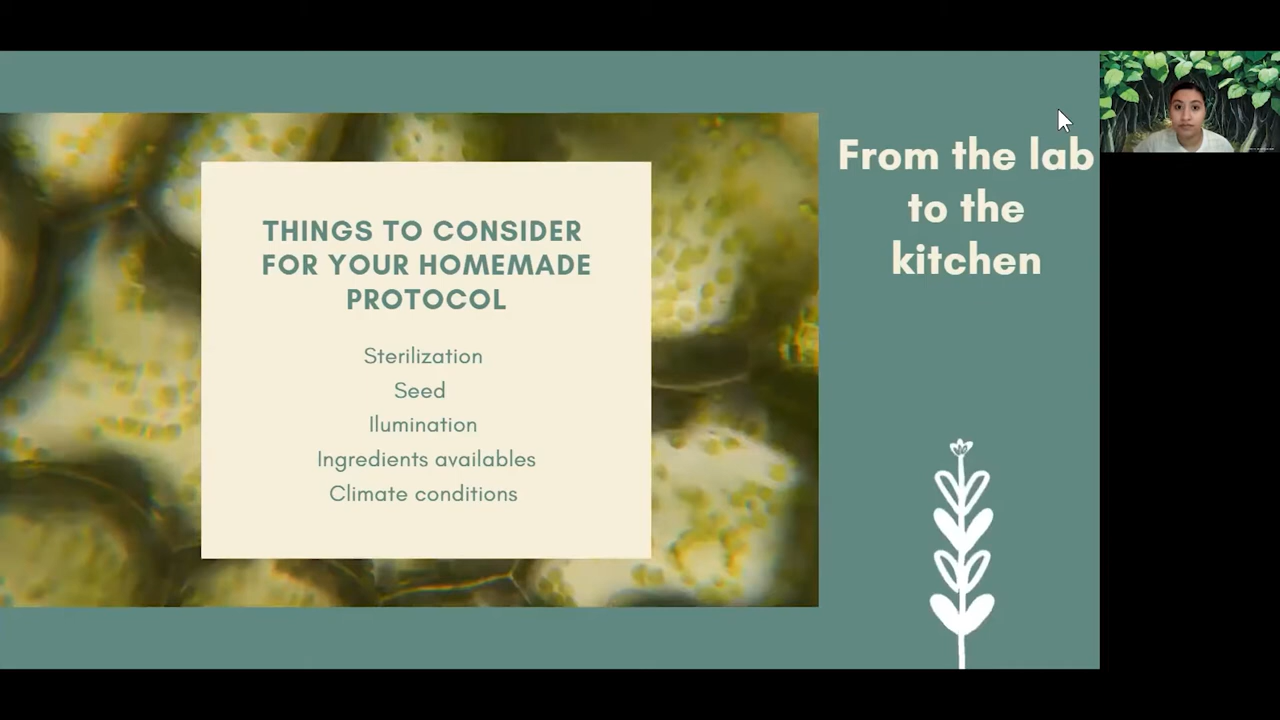 THINGS TO CONSIDER
FOR YOUR HOMEMADE
PROTOCOL
Sterilization
Seed
Ilumination
Ingredients availables
Climate conditions
From the lab
to the
kitchen